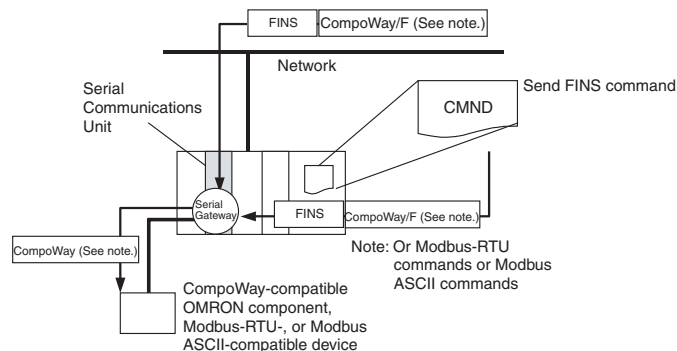 FINS CompoWay/F (See note.)
Network
Serial
Communications
Unit
Send FINS command
CMND
Serial
Gateway
FINS CompoWay/F (See note.)
CompoWay (See note.)
Note: Or Modbus-RTU
commands or Modbus
ASCII commands
CompoWay-compatible
OMRON component,
Modbus-RTU-, or Modbus
ASCII-compatible device